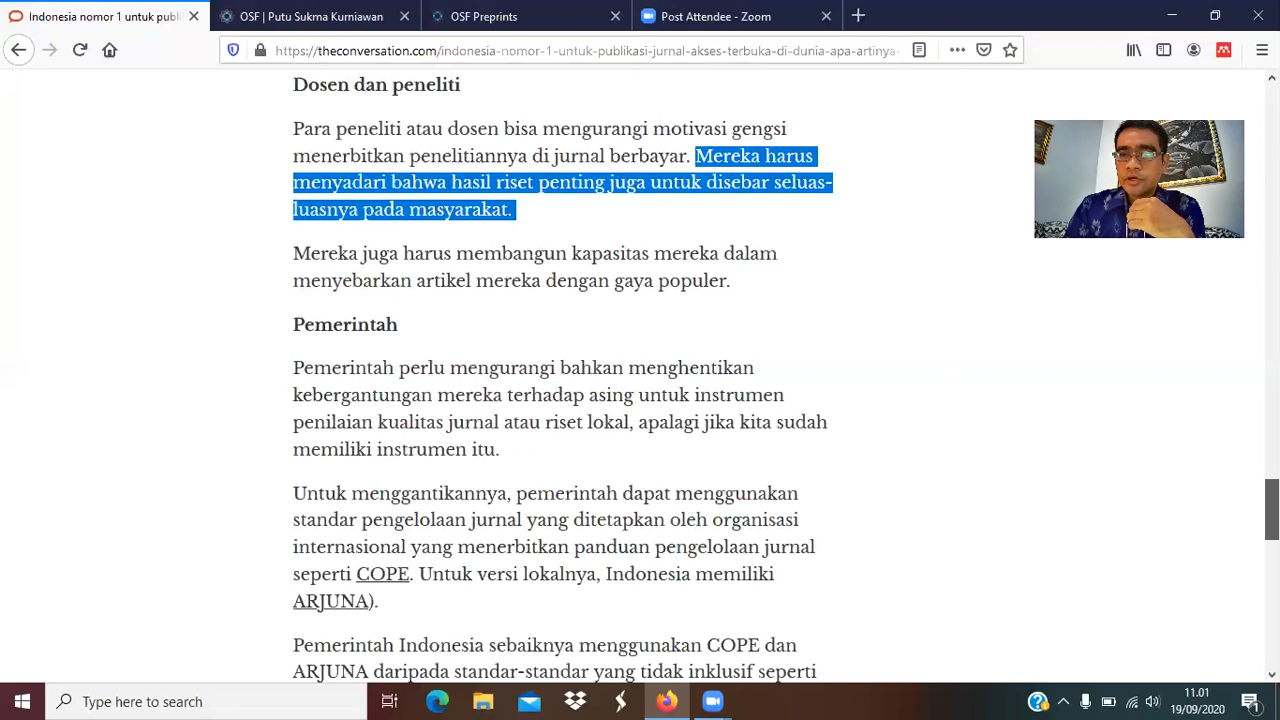 Indonesia nomor 1 untuk publi
OSF | Putu Sukma Kurniawan
OSF Preprints
Post Attendee - Zoom
https://theconversation.com/indonesia-nomor-1-untuk-publikasi-jurnal-akses-terbuka-di-dunia-apa-artinya-
Dosen dan peneliti
Para peneliti atau dosen bisa mengurangi motivasi gengsi
menerbitkan penelitiannya di jurnal berbayar. Mereka harus
menyadari bahwa hasil riset penting juga untuk disebar seluas-
luasnya pada masyarakat.
Mereka juga harus membangun kapasitas mereka dalam
menyebarkan artikel mereka dengan gaya populer.
Pemerintah
Pemerintah perlu mengurangi bahkan menghentikan
kebergantungan mereka terhadap asing untuk instrumen
penilaian kualitas jurnal atau riset lokal, apalagi jika kita sudah
memiliki instrumen itu.
Untuk menggantikannya, pemerintah dapat menggunakan
standar pengelolaan jurnal yang ditetapkan oleh organisasi
internasional yang menerbitkan panduan pengelolaan jurnal
seperti COPE. Untuk versi lokalnya, Indonesia memiliki
ARJUNA).
Pemerintah Indonesia sebaiknya menggunakan COPE dan
ARJUNA daripada standar-standar yang tidak inklusif seperti
Type here to search
11.01
19/09/2020